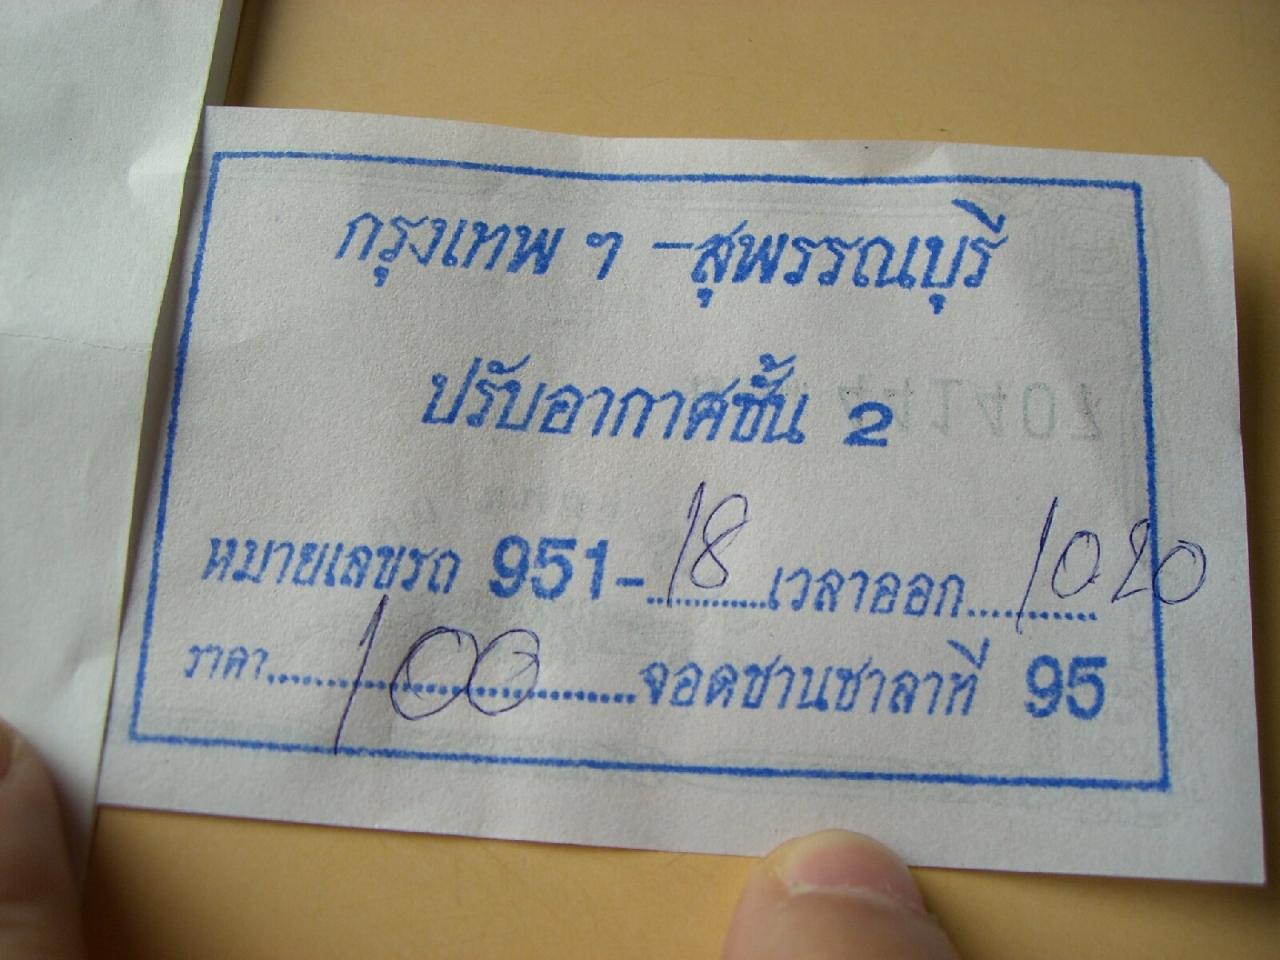 กรุงเทพ ฯ - สุพรรณบุรี
ปรับอากาศชั้น 2
หมายเลขรถ 951- 18 เวลาออก 1020
ราคา 100 จอดชานชาลาที่ 95